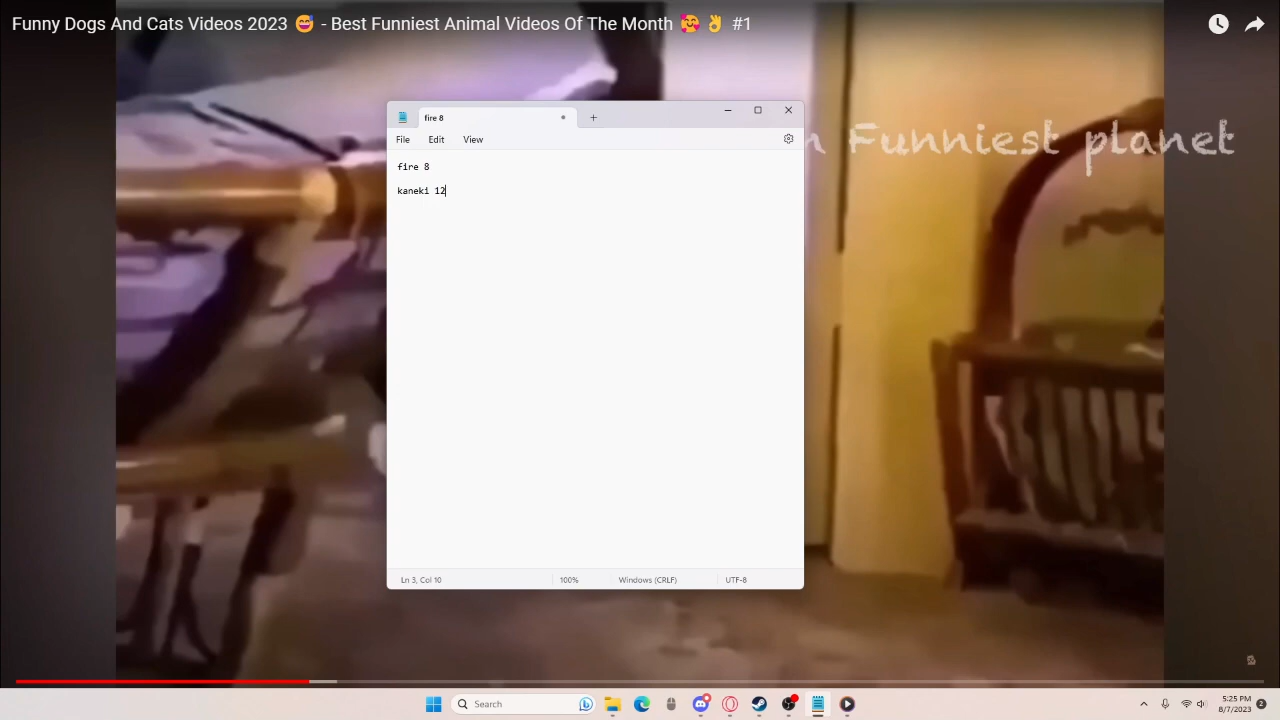 Funny Dogs And Cats Videos 2023 😅 - Best Funniest Animal Videos Of The Month 🥰 👌 #1
fire 8
File Edit View
Funniest planet
fire 8
kaneki 12
Ln 3, Col 10 100% Windows (CRLF) UTF-8
Search
5:25 PM
8/7/2023
2